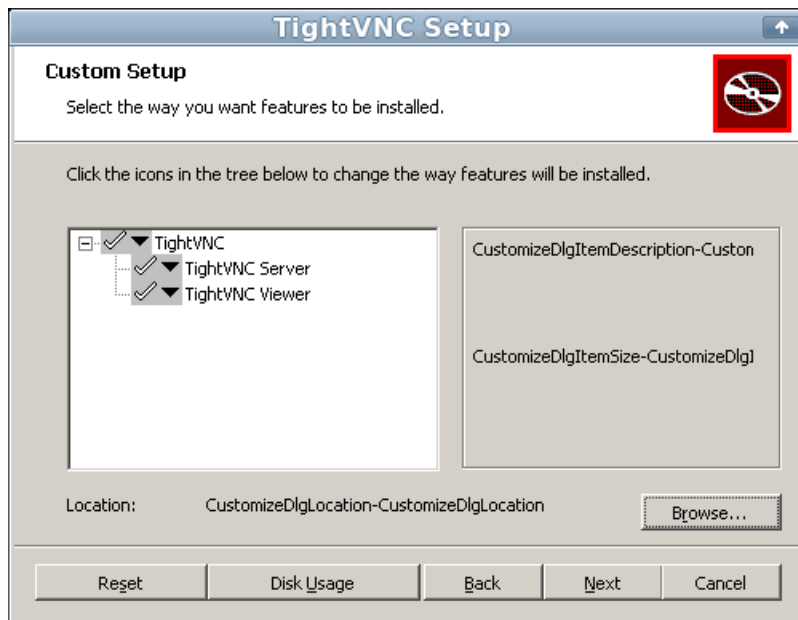 TightVNC Setup
Custom Setup
Select the way you want features to be installed.
Click the icons in the tree below to change the way features will be installed.
TightVNC
TightVNC Server
TightVNC Viewer
CustomizeDlgItemDescription-Custon
CustomizeDlgItemSize-CustomizeDlgI
Location: CustomizeDlgLocation-CustomizeDlgLocation
Browse...
Reset Disk Usage Back Next Cancel